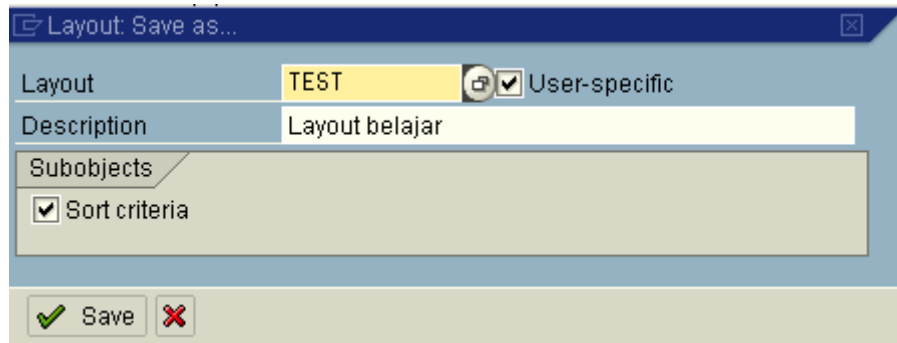 Layout: Save as...
Layout TEST User-specific
Description Layout belajar
Subobjects
Sort criteria
Save